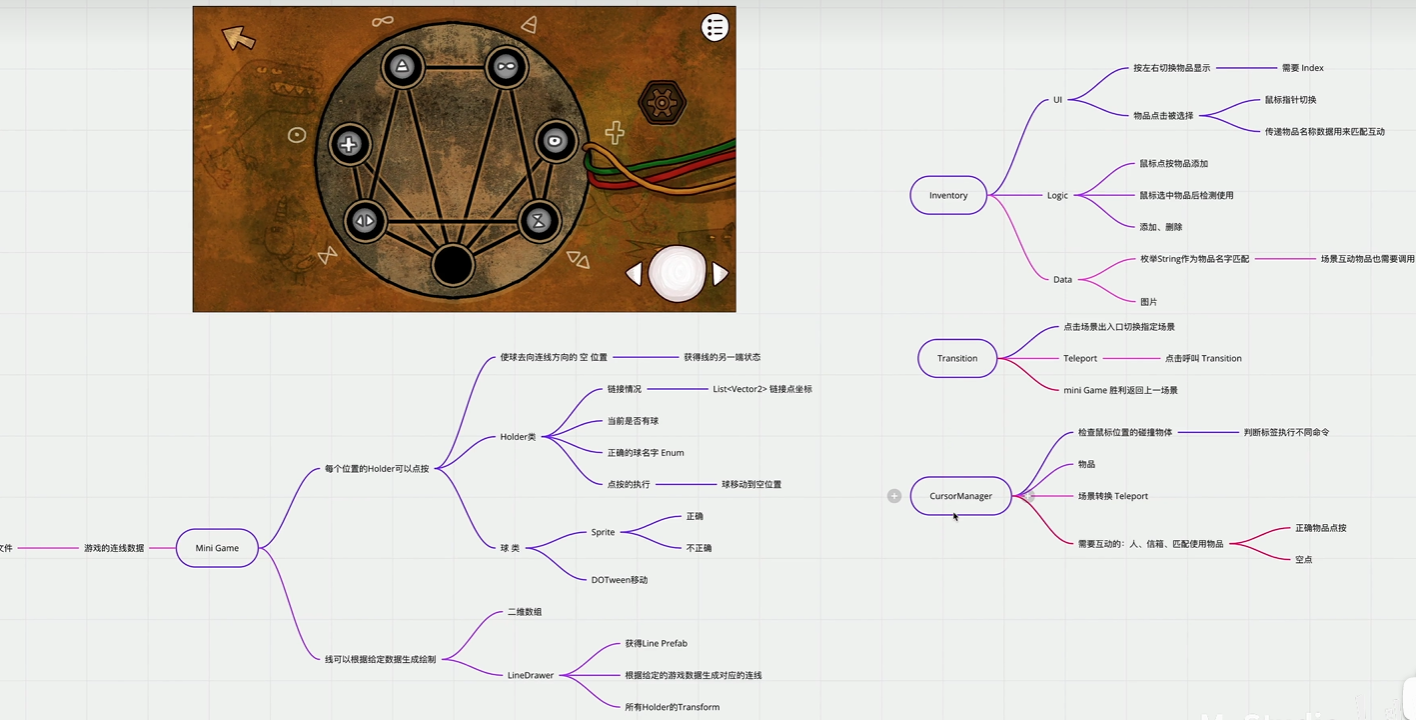 Inventory
UI
按左右切换物品显示
需要 Index
物品点击被选择
鼠标指针切换
传递物品名称数据用来匹配互动
Logic
鼠标点按物品添加
鼠标选中物品后检测使用
添加、删除
Data
枚举String作为物品名字匹配
场景互动物品也需要调用
图片
Transition
点击场景出入口切换指定场景
Teleport
点击呼叫 Transition
mini Game 胜利返回上一场景
CursorManager
检查鼠标位置的碰撞物体
判断标签执行不同命令
物品
场景转换 Teleport
需要互动的：人、信箱、匹配使用物品
正确物品点按
空点
文件
游戏的连线数据
Mini Game
每个位置的Holder可以点按
使球去向连线方向的 空 位置
获得线的另一端状态
Holder类
链接情况
List<Vector2> 链接点坐标
当前是否有球
正确的球名字 Enum
点按的执行
球移动到空位置
球 类
Sprite
正确
不正确
DOTween移动
线可以根据给定数据生成绘制
二维数组
LineDrawer
获得Line Prefab
根据给定的游戏数据生成对应的连线
所有Holder的Transform